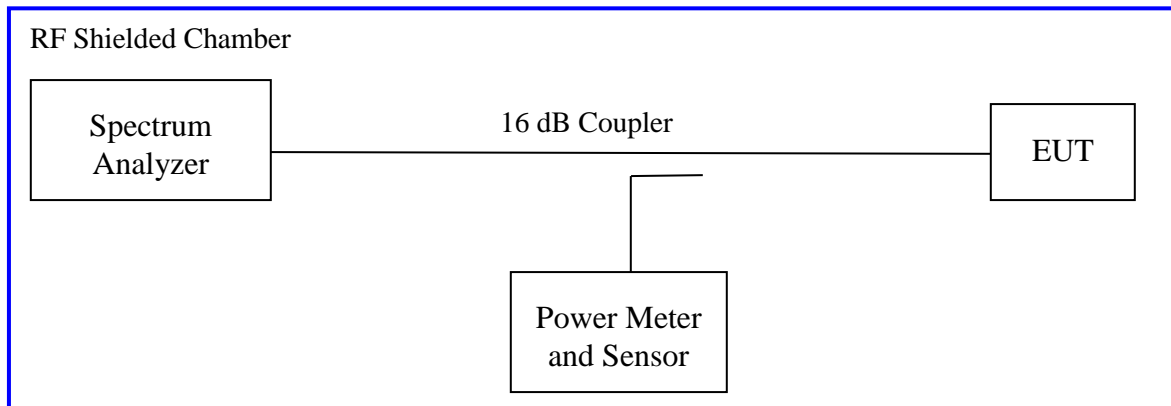 RF Shielded Chamber
Spectrum
Analyzer
16 dB Coupler
EUT
Power Meter
and Sensor